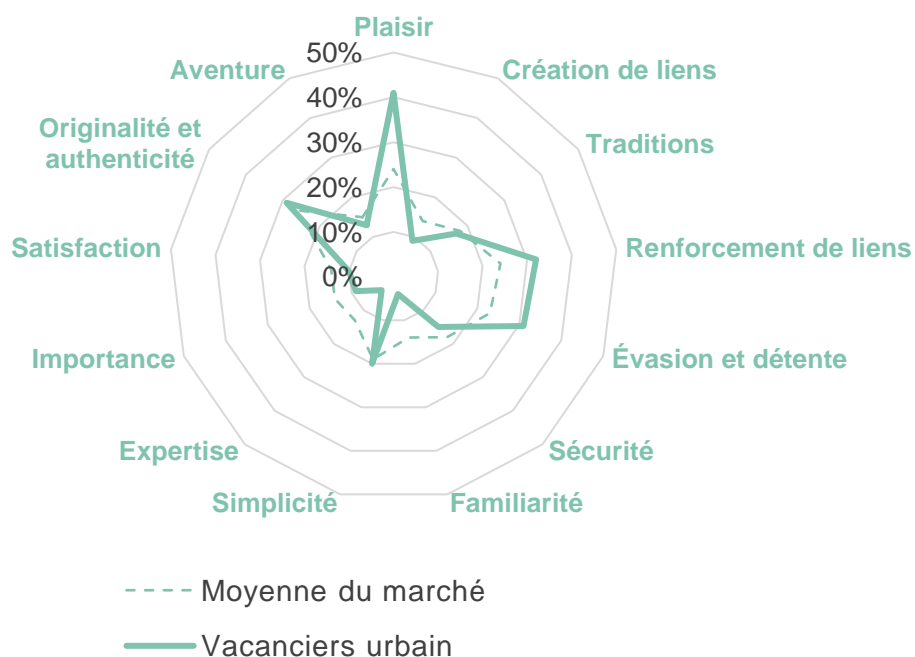 Plaisir
50%
Aventure
Création de liens
40%
Originalité et
authenticité
Traditions
30%
20%
Satisfaction
10%
Renforcement de liens
0%
Importance
Évasion et détente
Expertise
Sécurité
Simplicité
Familiarité
Moyenne du marché
Vacanciers urbain